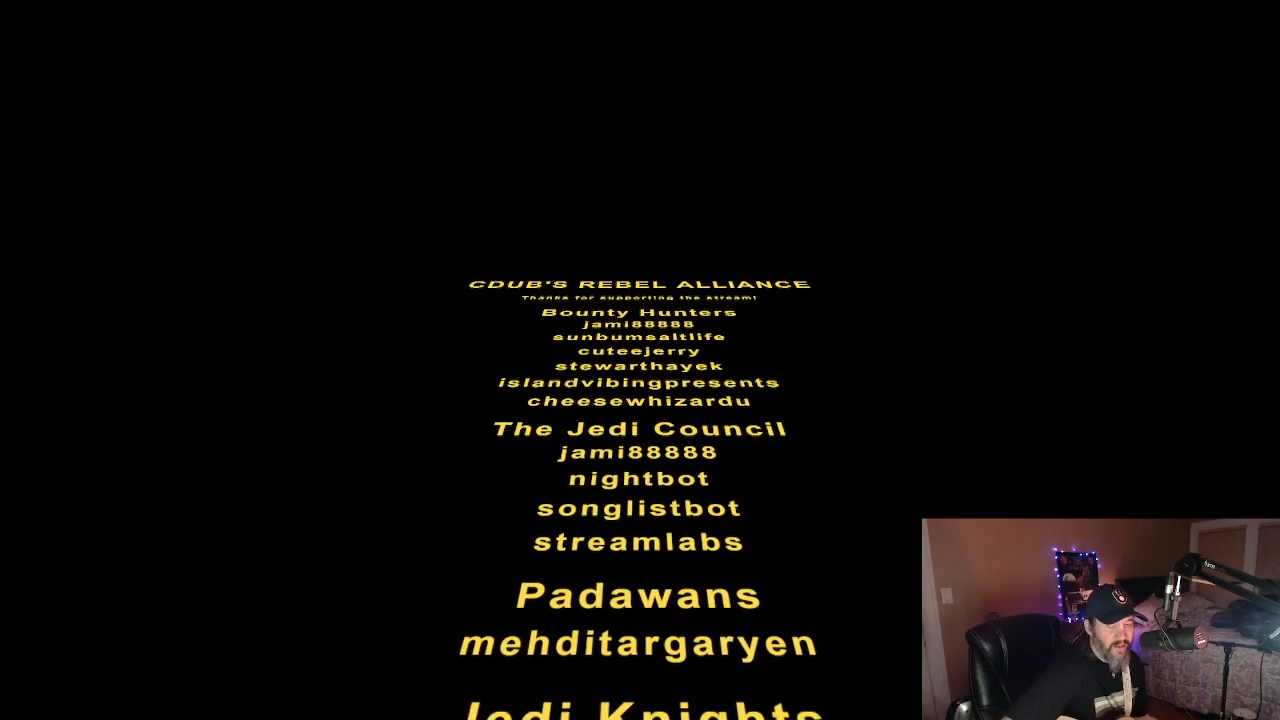 CDUB'S REBEL ALLIANCE
Thanks for supporting the stream!
Bounty Hunters
jami88888
sunbumsaltlife
cuteejerry
stewarthayek
islandvibingpresents
cheesewhizardu
The Jedi Council
jami88888
nightbot
songlistbot
streamlabs
Padawans
mehditargaryen
Jedi Knights